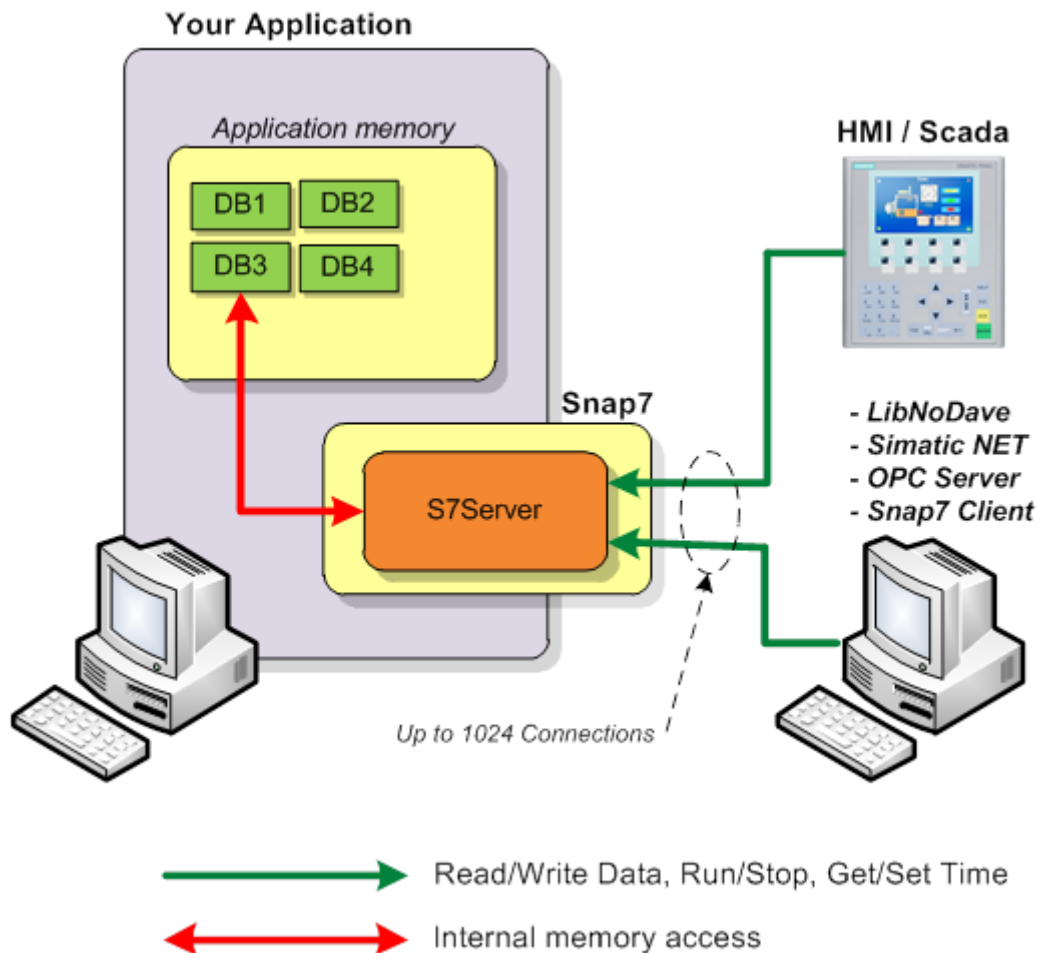 Your Application
Application memory
DB1
DB2
DB3
DB4
HMI / Scada
Snap7
S7Server
- LibNoDave
- Simatic NET
- OPC Server
- Snap7 Client
Up to 1024 Connections
Read/Write Data, Run/Stop, Get/Set Time
Internal memory access